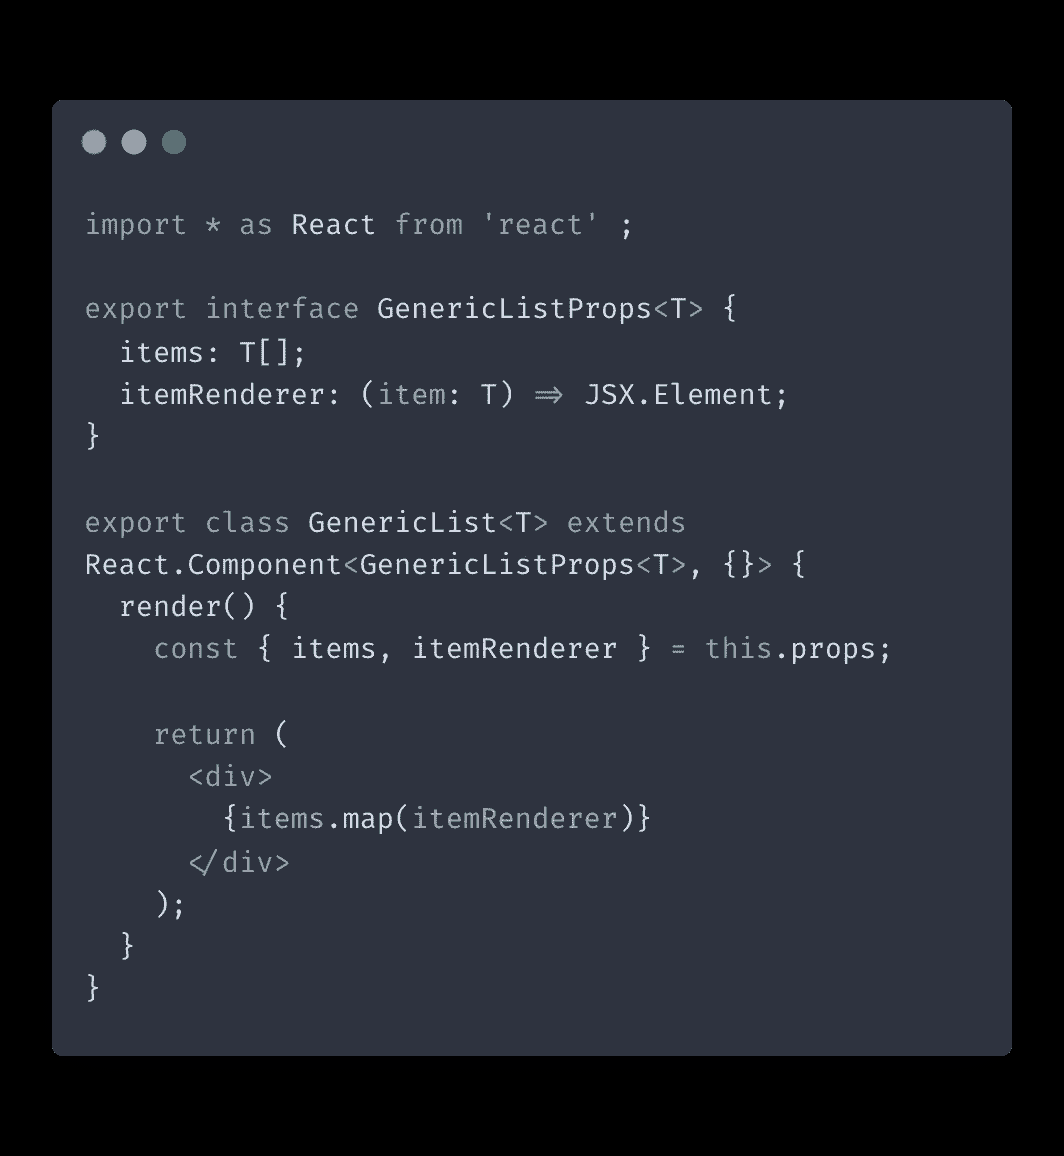 import * as React from 'react' ;
export interface GenericListProps<T> {
  items: T[];
  itemRenderer: (item: T) => JSX.Element;
}
export class GenericList<T> extends
React.Component<GenericListProps<T>, {}> {
  render() {
    const { items, itemRenderer } = this.props;
    return (
      <div>
        {items.map(itemRenderer)}
      </div>
    );
  }
}